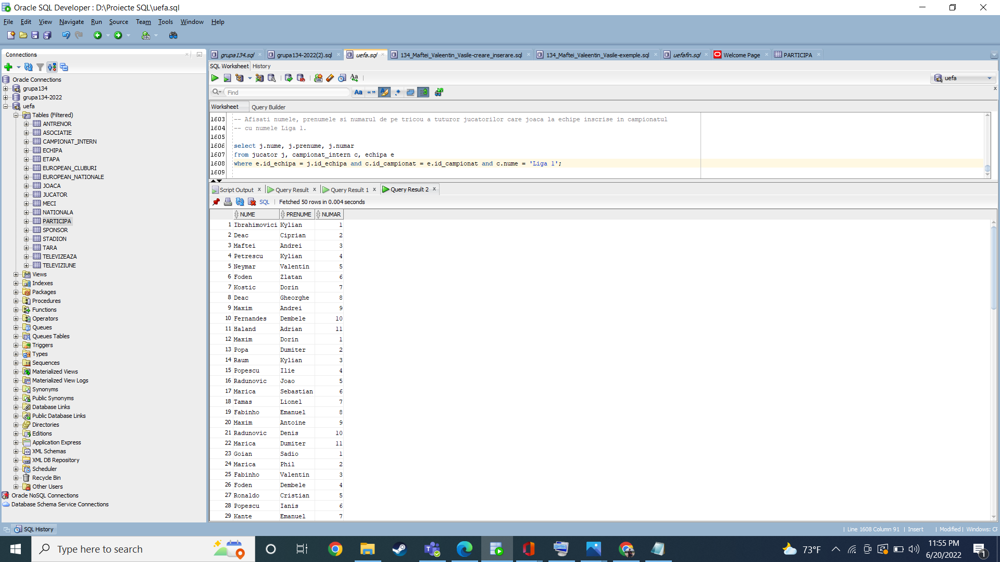 Oracle SQL Developer : D:\Proiecte SQL\uefa.sql
File Edit View Navigate Run Source Team Tools Window Help
Connections
Oracle Connections
grupa134
grupa134-2022
uefa
Tables (Filtered)
ANTRENOR
ASOCIATIE
CAMPIONAT_INTERN
ECHIPA
ETAPA
EUROPEAN_CLUBURI
EUROPEAN_NATIONALE
JOACA
JUCATOR
MECI
NATIONALA
PARTICIPA
SPONSOR
STADION
TARA
TELEVIZEAZA
TELEVIZIUNE
Views
Indexes
Packages
Procedures
Functions
Operators
Queues
Queues Tables
Triggers
Types
Sequences
Materialized Views
Materialized View Logs
Synonyms
Public Synonyms
Database Links
Public Database Links
Directories
Editions
Application Express
XML Schemas
XML DB Repository
Scheduler
Recycle Bin
Other Users
Oracle NoSQL Connections
Database Schema Service Connections
grupa134.sql grupa134-2022(2).sql uefa.sql 134_Maftei_Valeentin_Vasile-creare_inserare.sql 134_Maftei_Valeentin_Vasile-exemple.sql uefafin.sql Welcome Page PARTICIPA
SQL Worksheet History
uefa
Find
Worksheet Query Builder
1603 -- Afisati numele, prenumele si numarul de pe tricou a tuturor jucatorilor care joaca la echipe inscrise in campionatul
1604 -- cu numele Liga 1.
1605
1606 select j.nume, j.prenume, j.numar
1607 from jucator j, campionat_intern c, echipa e
1608 where e.id_echipa = j.id_echipa and c.id_campionat = e.id_campionat and c.nume = 'Liga 1';
1609
Script Output Query Result Query Result 1 Query Result 2
SQL Fetched 50 rows in 0.004 seconds
NUME PRENUME NUMAR
1 Ibrahimovici Kylian 1
2 Deac Ciprian 2
3 Maftei Andrei 3
4 Petrescu Kylian 4
5 Neymar Valentin 5
6 Foden Zlatan 6
7 Kostic Dorin 7
8 Deac Gheorghe 8
9 Maxim Andrei 9
10 Fernandes Dembele 10
11 Haland Adrian 11
12 Maxim Dorin 1
13 Popa Dumiter 2
14 Raum Kylian 3
15 Popescu Ilie 4
16 Radunovic Joao 5
17 Marica Sebastian 6
18 Tamas Lionel 7
19 Fabinho Emanuel 8
20 Maxim Antoine 9
21 Radunovic Denis 10
22 Marica Dumiter 11
23 Goian Sadio 1
24 Marica Phil 2
25 Fabinho Valentin 3
26 Foden Dembele 4
27 Ronaldo Cristian 5
28 Popescu Ianis 6
29 Kante Emanuel 7
SQL History
Line 1608 Column 91 | Insert | Modified | Windows: CF
Type here to search
73°F
11:55 PM
6/20/2022
1